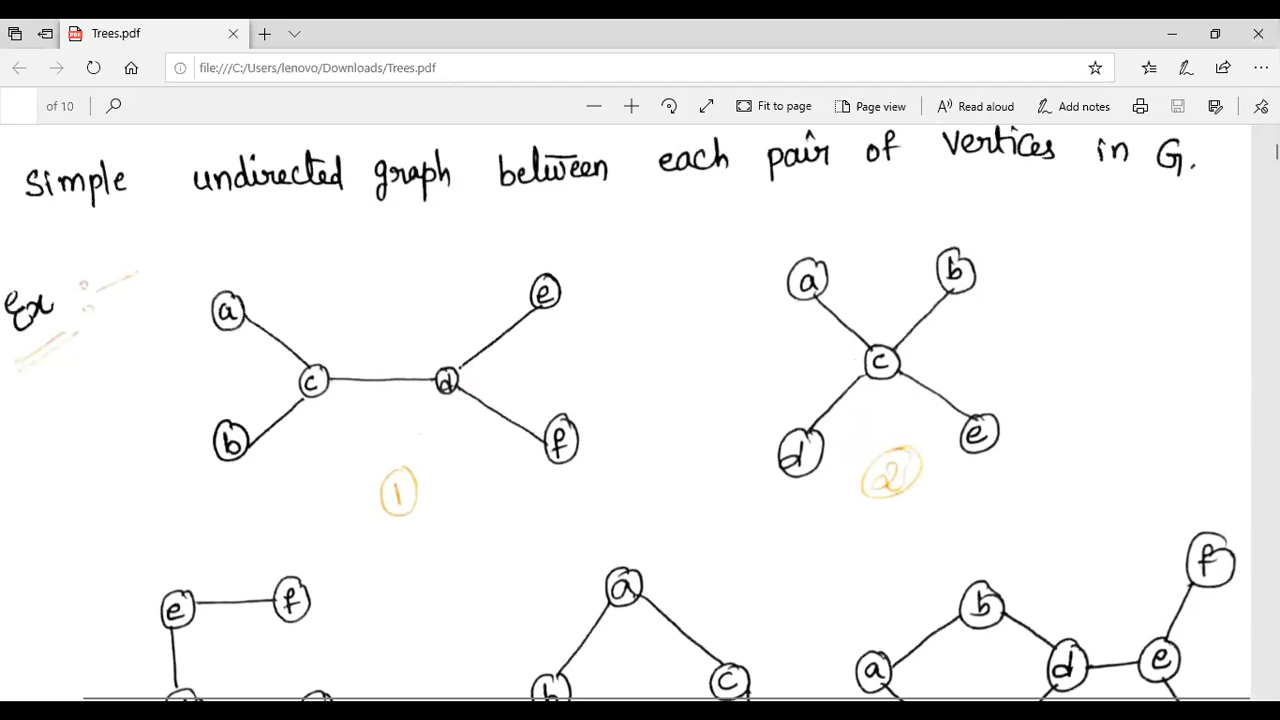 Trees.pdf
file:///C:/Users/lenovo/Downloads/Trees.pdf
of 10 Fit to page Page view Read aloud Add notes
Simple undirected graph between each pair of vertices in G.
Ex :
a e a b
c d c
b f d e
1 2
f
e f a b
a d e
b c